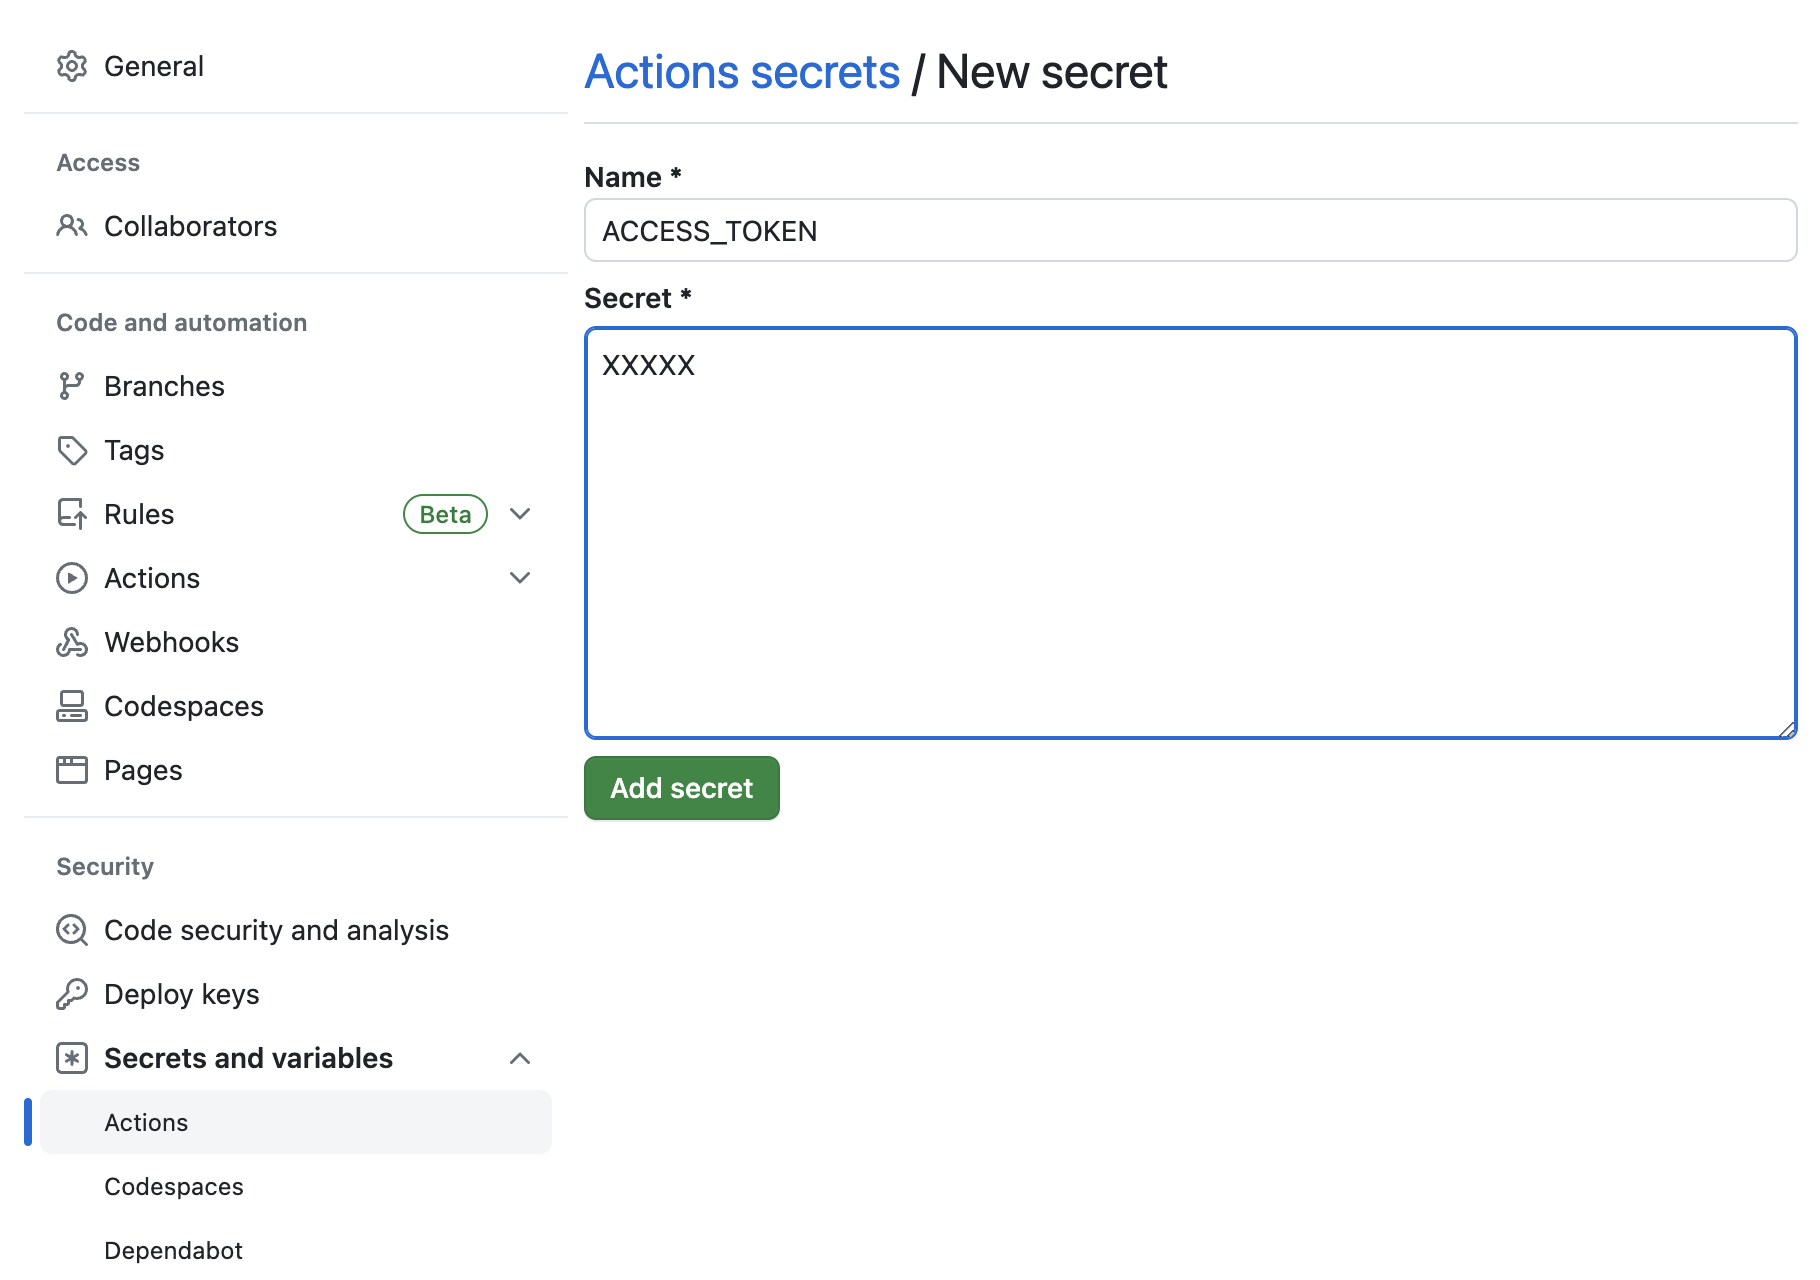 General
Access
Collaborators
Code and automation
Branches
Tags
Rules Beta
Actions
Webhooks
Codespaces
Pages
Security
Code security and analysis
Deploy keys
Secrets and variables
Actions
Codespaces
Dependabot
Actions secrets / New secret
Name *
ACCESS_TOKEN
Secret *
XXXXX
Add secret